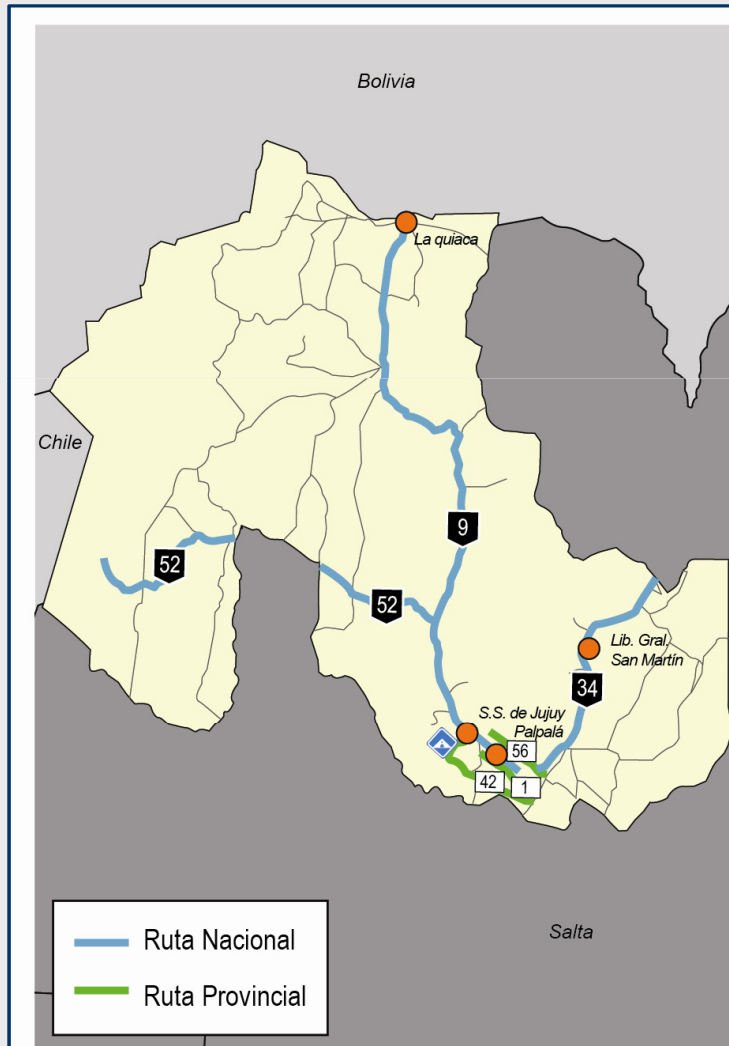 Bolivia
La quiaca
Chile
9
52
52
Lib. Gral.
San Martín
34
S.S. de Jujuy
Palpalá
56
42
1
Salta
Ruta Nacional
Ruta Provincial